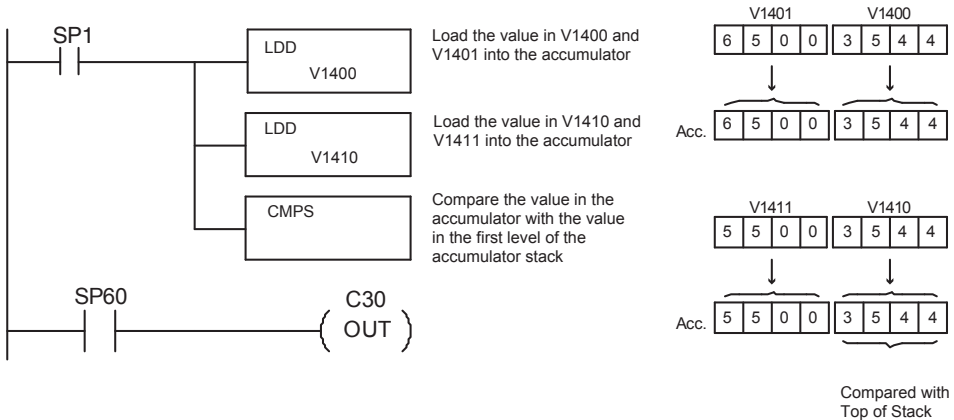 SP1
LDD
V1400
Load the value in V1400 and
V1401 into the accumulator
V1401 V1400
6 5 0 0 3 5 4 4
Acc. 6 5 0 0 3 5 4 4
LDD
V1410
Load the value in V1410 and
V1411 into the accumulator
CMPS
Compare the value in the
accumulator with the value
in the first level of the
accumulator stack
V1411 V1410
5 5 0 0 3 5 4 4
Acc. 5 5 0 0 3 5 4 4
Compared with
Top of Stack
SP60
C30
OUT